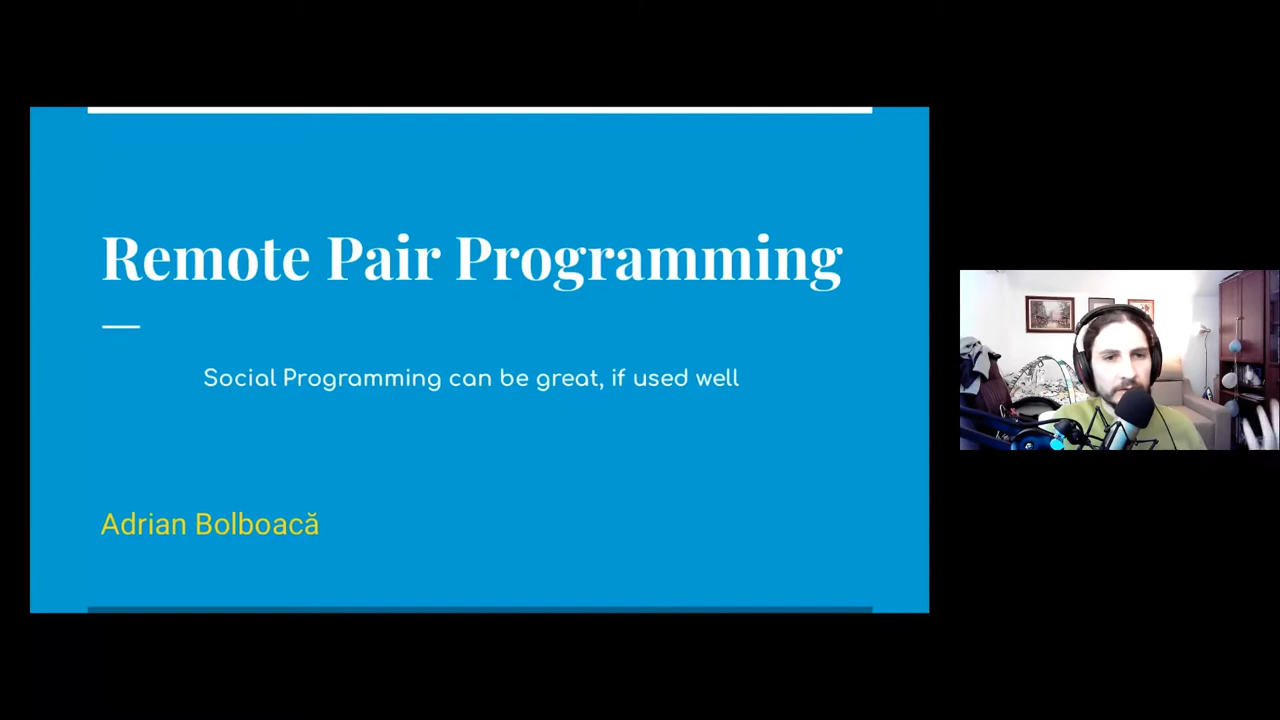 Remote Pair Programming
Social Programming can be great, if used well
Adrian Bolboacă